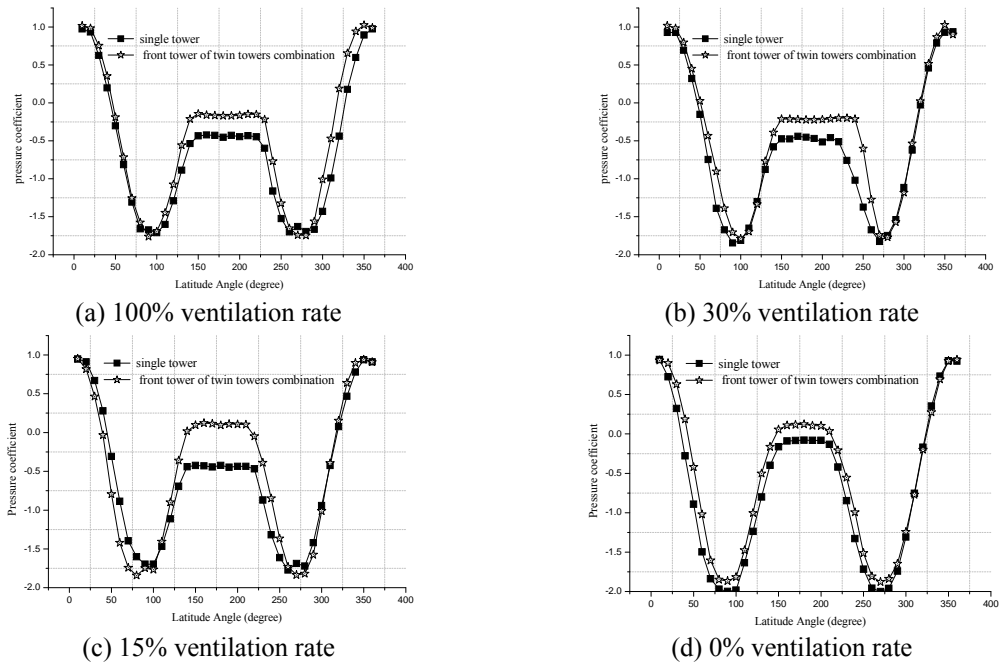 1.0
0.5
0.0
-0.5
-1.0
-1.5
-2.0
pressure coefficient
single tower
front tower of twin towers combination
0 50 100 150 200 250 300 350 400
Latitude Angle (degree)
(a) 100% ventilation rate
1.0
0.5
0.0
-0.5
-1.0
-1.5
-2.0
pressure coefficient
single tower
front tower of twin towers combination
0 50 100 150 200 250 300 350 400
Latitude Angle (degree)
(b) 30% ventilation rate
1.0
0.5
0.0
-0.5
-1.0
-1.5
-2.0
Pressure coefficient
single tower
front tower of twin towers combination
0 50 100 150 200 250 300 350 400
Latitude Angle (degree)
(c) 15% ventilation rate
1.0
0.5
0.0
-0.5
-1.0
-1.5
-2.0
Pressure coefficient
single tower
front tower of twin towers combination
0 50 100 150 200 250 300 350 400
Latitude Angle (degree)
(d) 0% ventilation rate